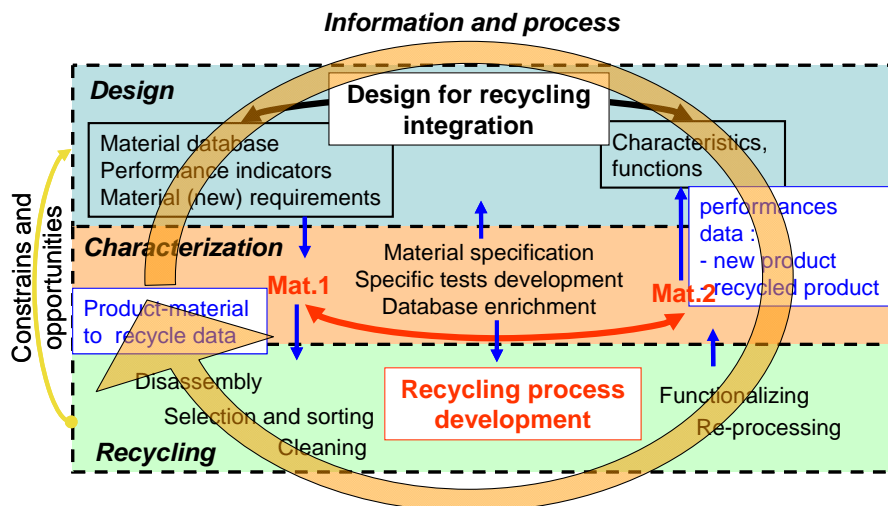 Information and process
Design
Design for recycling
integration
Material database
Performance indicators
Material (new) requirements
Characteristics,
functions
Constrains and
opportunities
performances
data :
- new product
- recycled product
Characterization
Material specification
Specific tests development
Database enrichment
Mat.1
Mat.2
Product-material
to recycle data
Disassembly
Selection and sorting
Cleaning
Recycling
Recycling process
development
Functionalizing
Re-processing